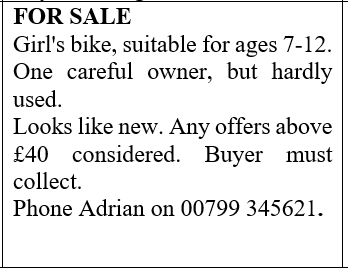 FOR SALE
Girl's bike, suitable for ages 7-12.
One careful owner, but hardly
used.
Looks like new. Any offers above
£40 considered. Buyer must
collect.
Phone Adrian on 00799 345621.